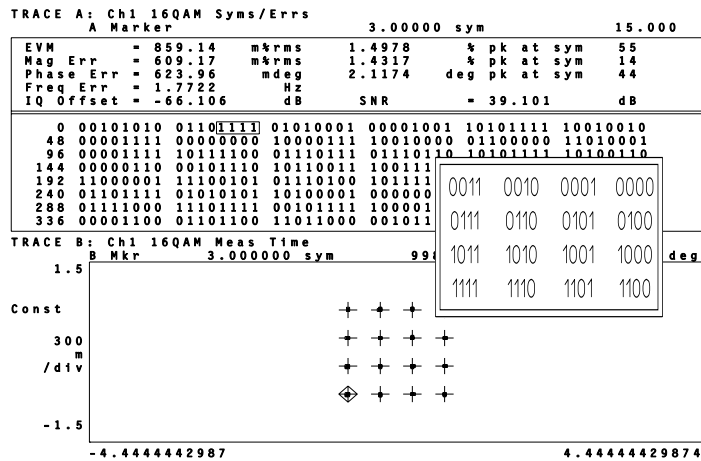 TRACE A: Ch1 16QAM Syms/Errs
A Marker 3.00000 sym 15.000
EVM = 859.14 m%rms 1.4978 % pk at sym 55
Mag Err = 609.17 m%rms 1.4317 % pk at sym 14
Phase Err = 623.96 mdeg 2.1174 deg pk at sym 44
Freq Err = 1.7722 Hz
IQ Offset = -66.106 dB SNR = 39.101 dB
0 00101010 01101111 01010001 00001001 10101111 10010010
48 00001111 00000000 10000111 10010000 01100000 11010001
96 00001111 10111100 01110111 01110110 10101111 10100110
144 00000110 00110110 10110011 100111
192 11000001 11100101 01110100 101111
240 01101111 01010101 10101001 000000
288 01111000 11101111 00101011 110101
336 00001100 01101100 11011000 001011
0011 0010 0001 0000
0111 0110 0101 0100
1011 1010 1001 1000
1111 1110 1101 1100
TRACE B: Ch1 16QAM Meas Time
B Mkr 3.000000 sym 998 deg
1.5
Const
300
m
/div
-1.5
-4.4444442987 4.44444429874